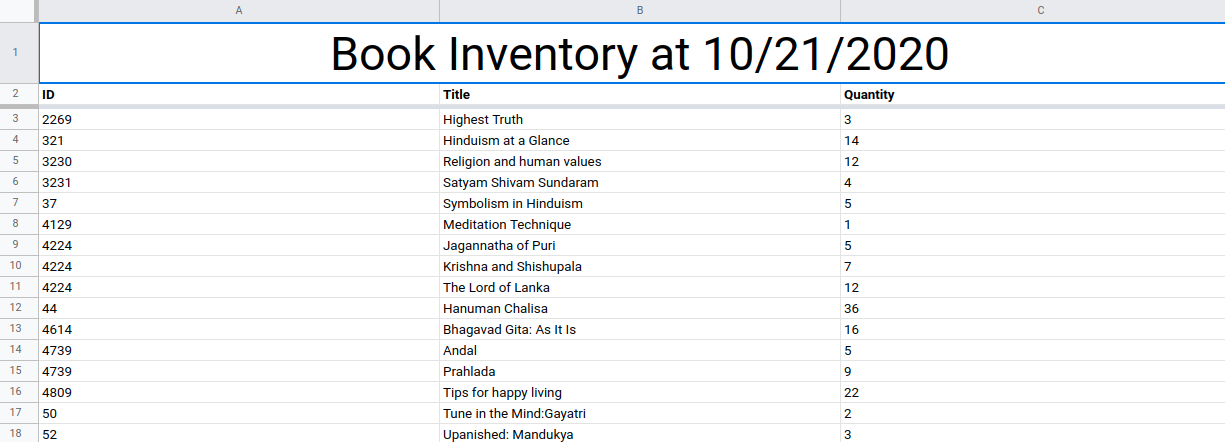 A B C
1 Book Inventory at 10/21/2020
2 ID Title Quantity
3 2269 Highest Truth 3
4 321 Hinduism at a Glance 14
5 3230 Religion and human values 12
6 3231 Satyam Shivam Sundaram 4
7 37 Symbolism in Hinduism 5
8 4129 Meditation Technique 1
9 4224 Jagannatha of Puri 5
10 4224 Krishna and Shishupala 7
11 4224 The Lord of Lanka 12
12 44 Hanuman Chalisa 36
13 4614 Bhagavad Gita: As It Is 16
14 4739 Andal 5
15 4739 Prahlada 9
16 4809 Tips for happy living 22
17 50 Tune in the Mind:Gayatri 2
18 52 Upanished: Mandukya 3